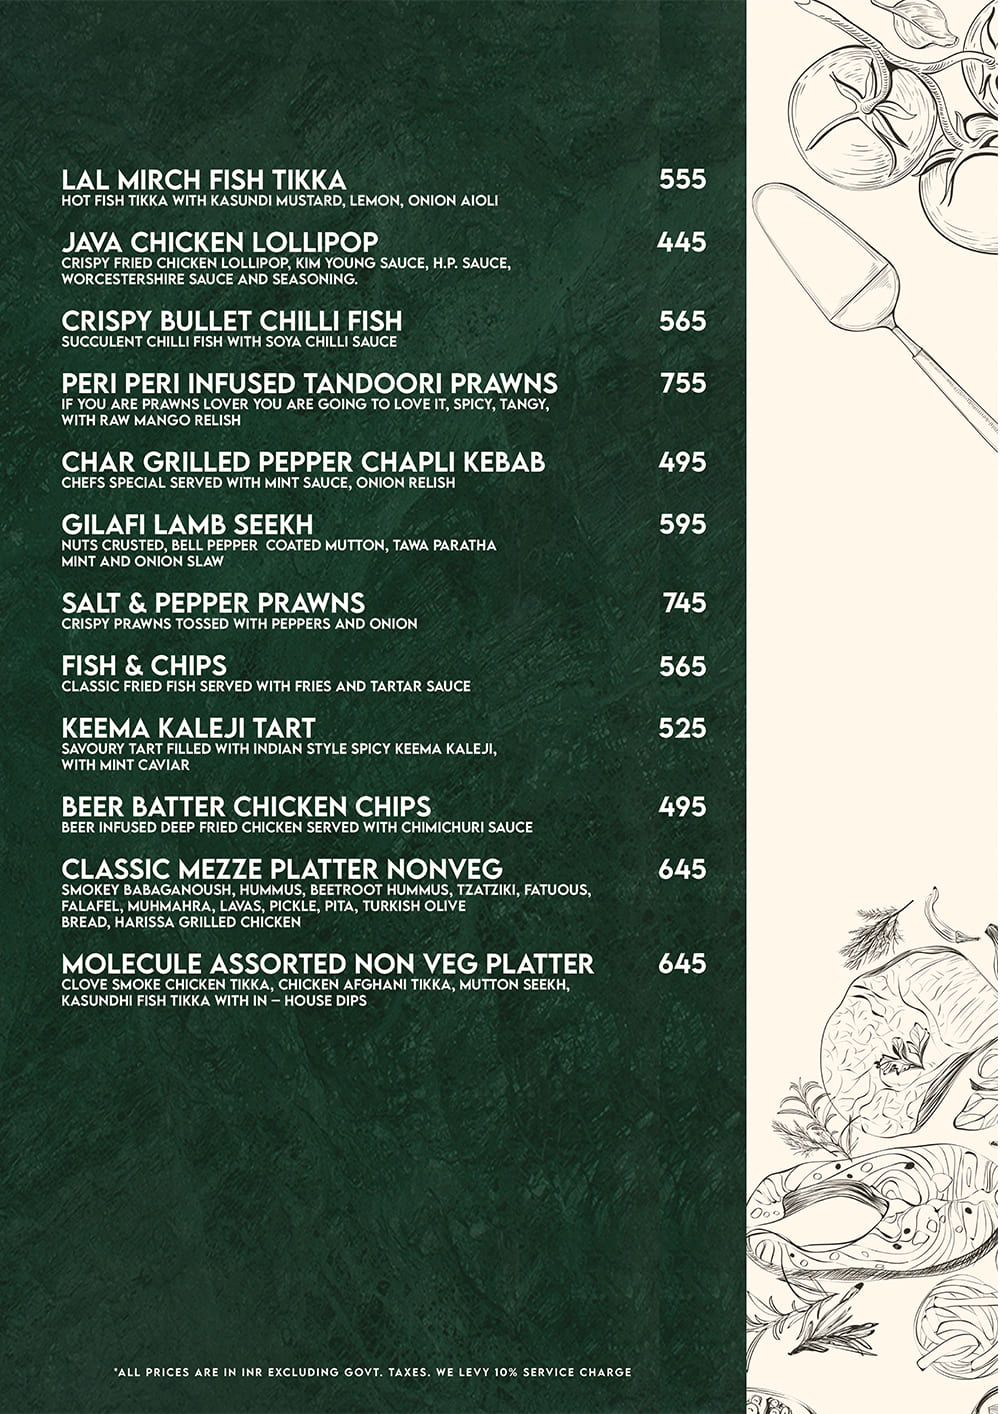 LAL MIRCH FISH TIKKA 555
HOT FISH TIKKA WITH KASUNDI MUSTARD, LEMON, ONION AIOLI
JAVA CHICKEN LOLLIPOP 445
CRISPY FRIED CHICKEN LOLLIPOP, KIM YOUNG SAUCE, H.P. SAUCE,
WORCESTERSHIRE SAUCE AND SEASONING.
CRISPY BULLET CHILLI FISH 565
SUCCULENT CHILLI FISH WITH SOYA CHILLI SAUCE
PERI PERI INFUSED TANDOORI PRAWNS 755
IF YOU ARE PRAWNS LOVER YOU ARE GOING TO LOVE IT, SPICY, TANGY,
WITH RAW MANGO RELISH
CHAR GRILLED PEPPER CHAPLI KEBAB 495
CHEFS SPECIAL SERVED WITH MINT SAUCE, ONION RELISH
GILAFI LAMB SEEKH 595
NUTS CRUSTED, BELL PEPPER COATED MUTTON, TAWA PARATHA
MINT AND ONION SLAW
SALT & PEPPER PRAWNS 745
CRISPY PRAWNS TOSSED WITH PEPPERS AND ONION
FISH & CHIPS 565
CLASSIC FRIED FISH SERVED WITH FRIES AND TARTAR SAUCE
KEEMA KALEJI TART 525
SAVOURY TART FILLED WITH INDIAN STYLE SPICY KEEMA KALEJI,
WITH MINT CAVIAR
BEER BATTER CHICKEN CHIPS 495
BEER INFUSED DEEP FRIED CHICKEN SERVED WITH CHIMICHURI SAUCE
CLASSIC MEZZE PLATTER NONVEG 645
SMOKEY BABAGANOUSH, HUMMUS, BEETROOT HUMMUS, TZATZIKI, FATUOUS,
FALAFEL, MUHMAHRA, LAVAS, PICKLE, PITA, TURKISH OLIVE
BREAD, HARISSA GRILLED CHICKEN
MOLECULE ASSORTED NON VEG PLATTER 645
CLOVE SMOKE CHICKEN TIKKA, CHICKEN AFGHANI TIKKA, MUTTON SEEKH,
KASUNDHI FISH TIKKA WITH IN – HOUSE DIPS
*ALL PRICES ARE IN INR EXCLUDING GOVT. TAXES. WE LEVY 10% SERVICE CHARGE